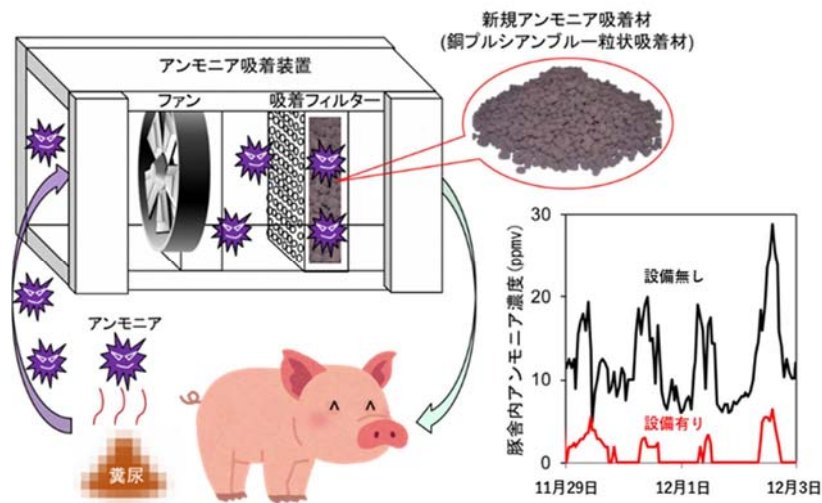 新規アンモニア吸着材
(銅プルシアンブルー粒状吸着材)
アンモニア吸着装置
ファン
吸着フィルター
アンモニア
糞尿
豚舎内アンモニア濃度(ppmv)
30
20
10
0
設備無し
設備有り
11月29日
12月1日
12月3日